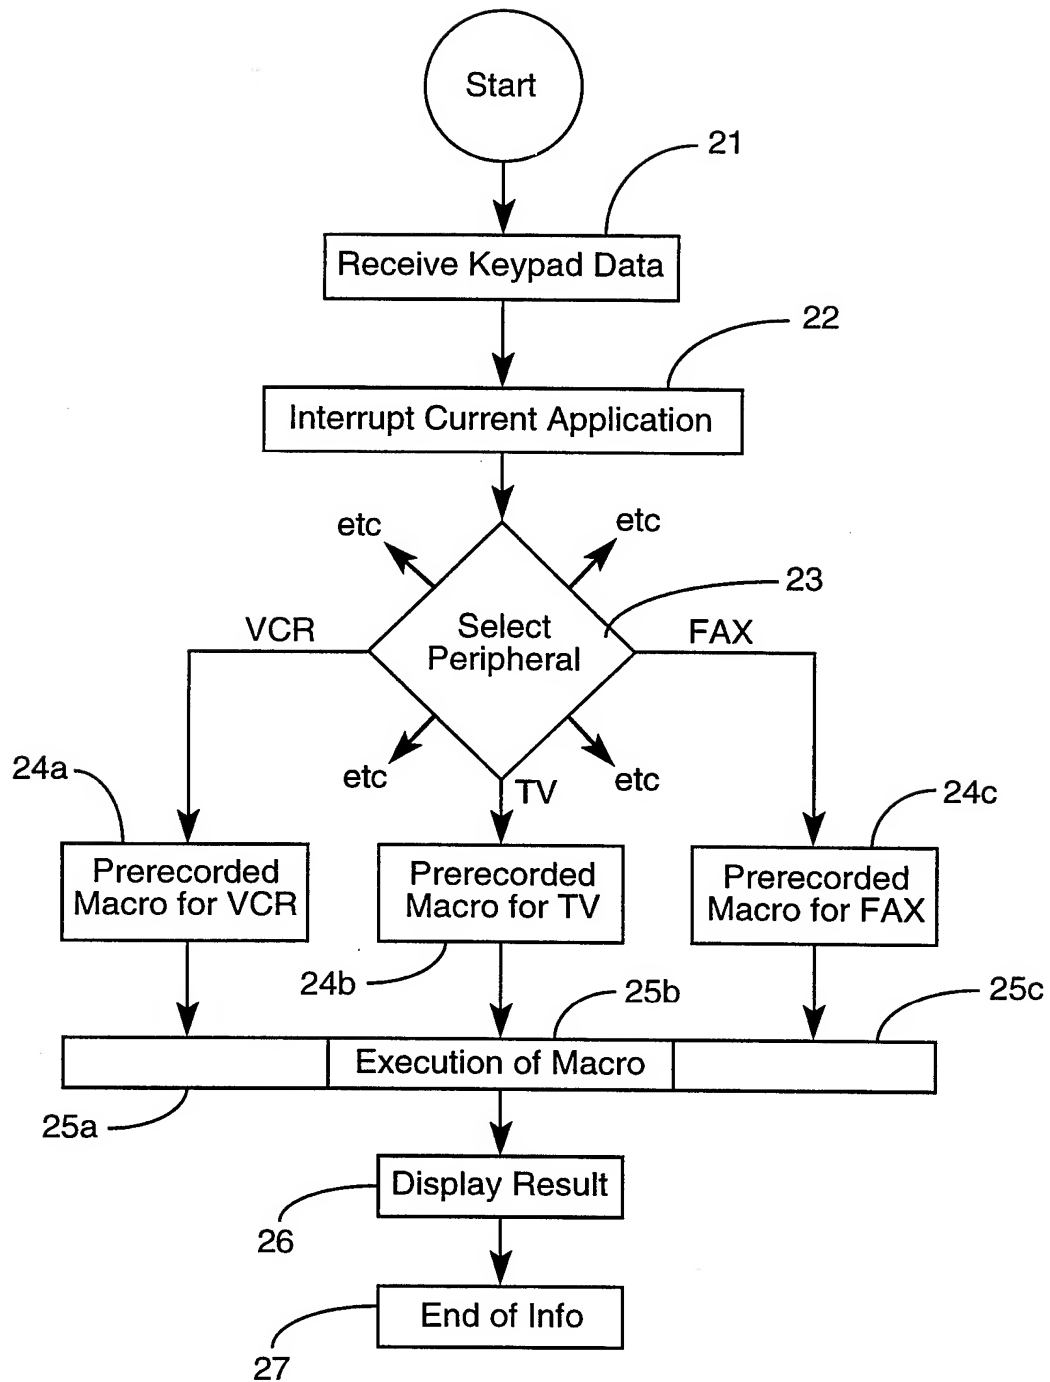 Start
21
Receive Keypad Data
22
Interrupt Current Application
etc
etc
23
VCR
Select
Peripheral
FAX
etc
etc
TV
24a
24c
Prerecorded
Macro for VCR
Prerecorded
Macro for TV
Prerecorded
Macro for FAX
24b
25b
25c
Execution of Macro
25a
Display Result
26
End of Info
27